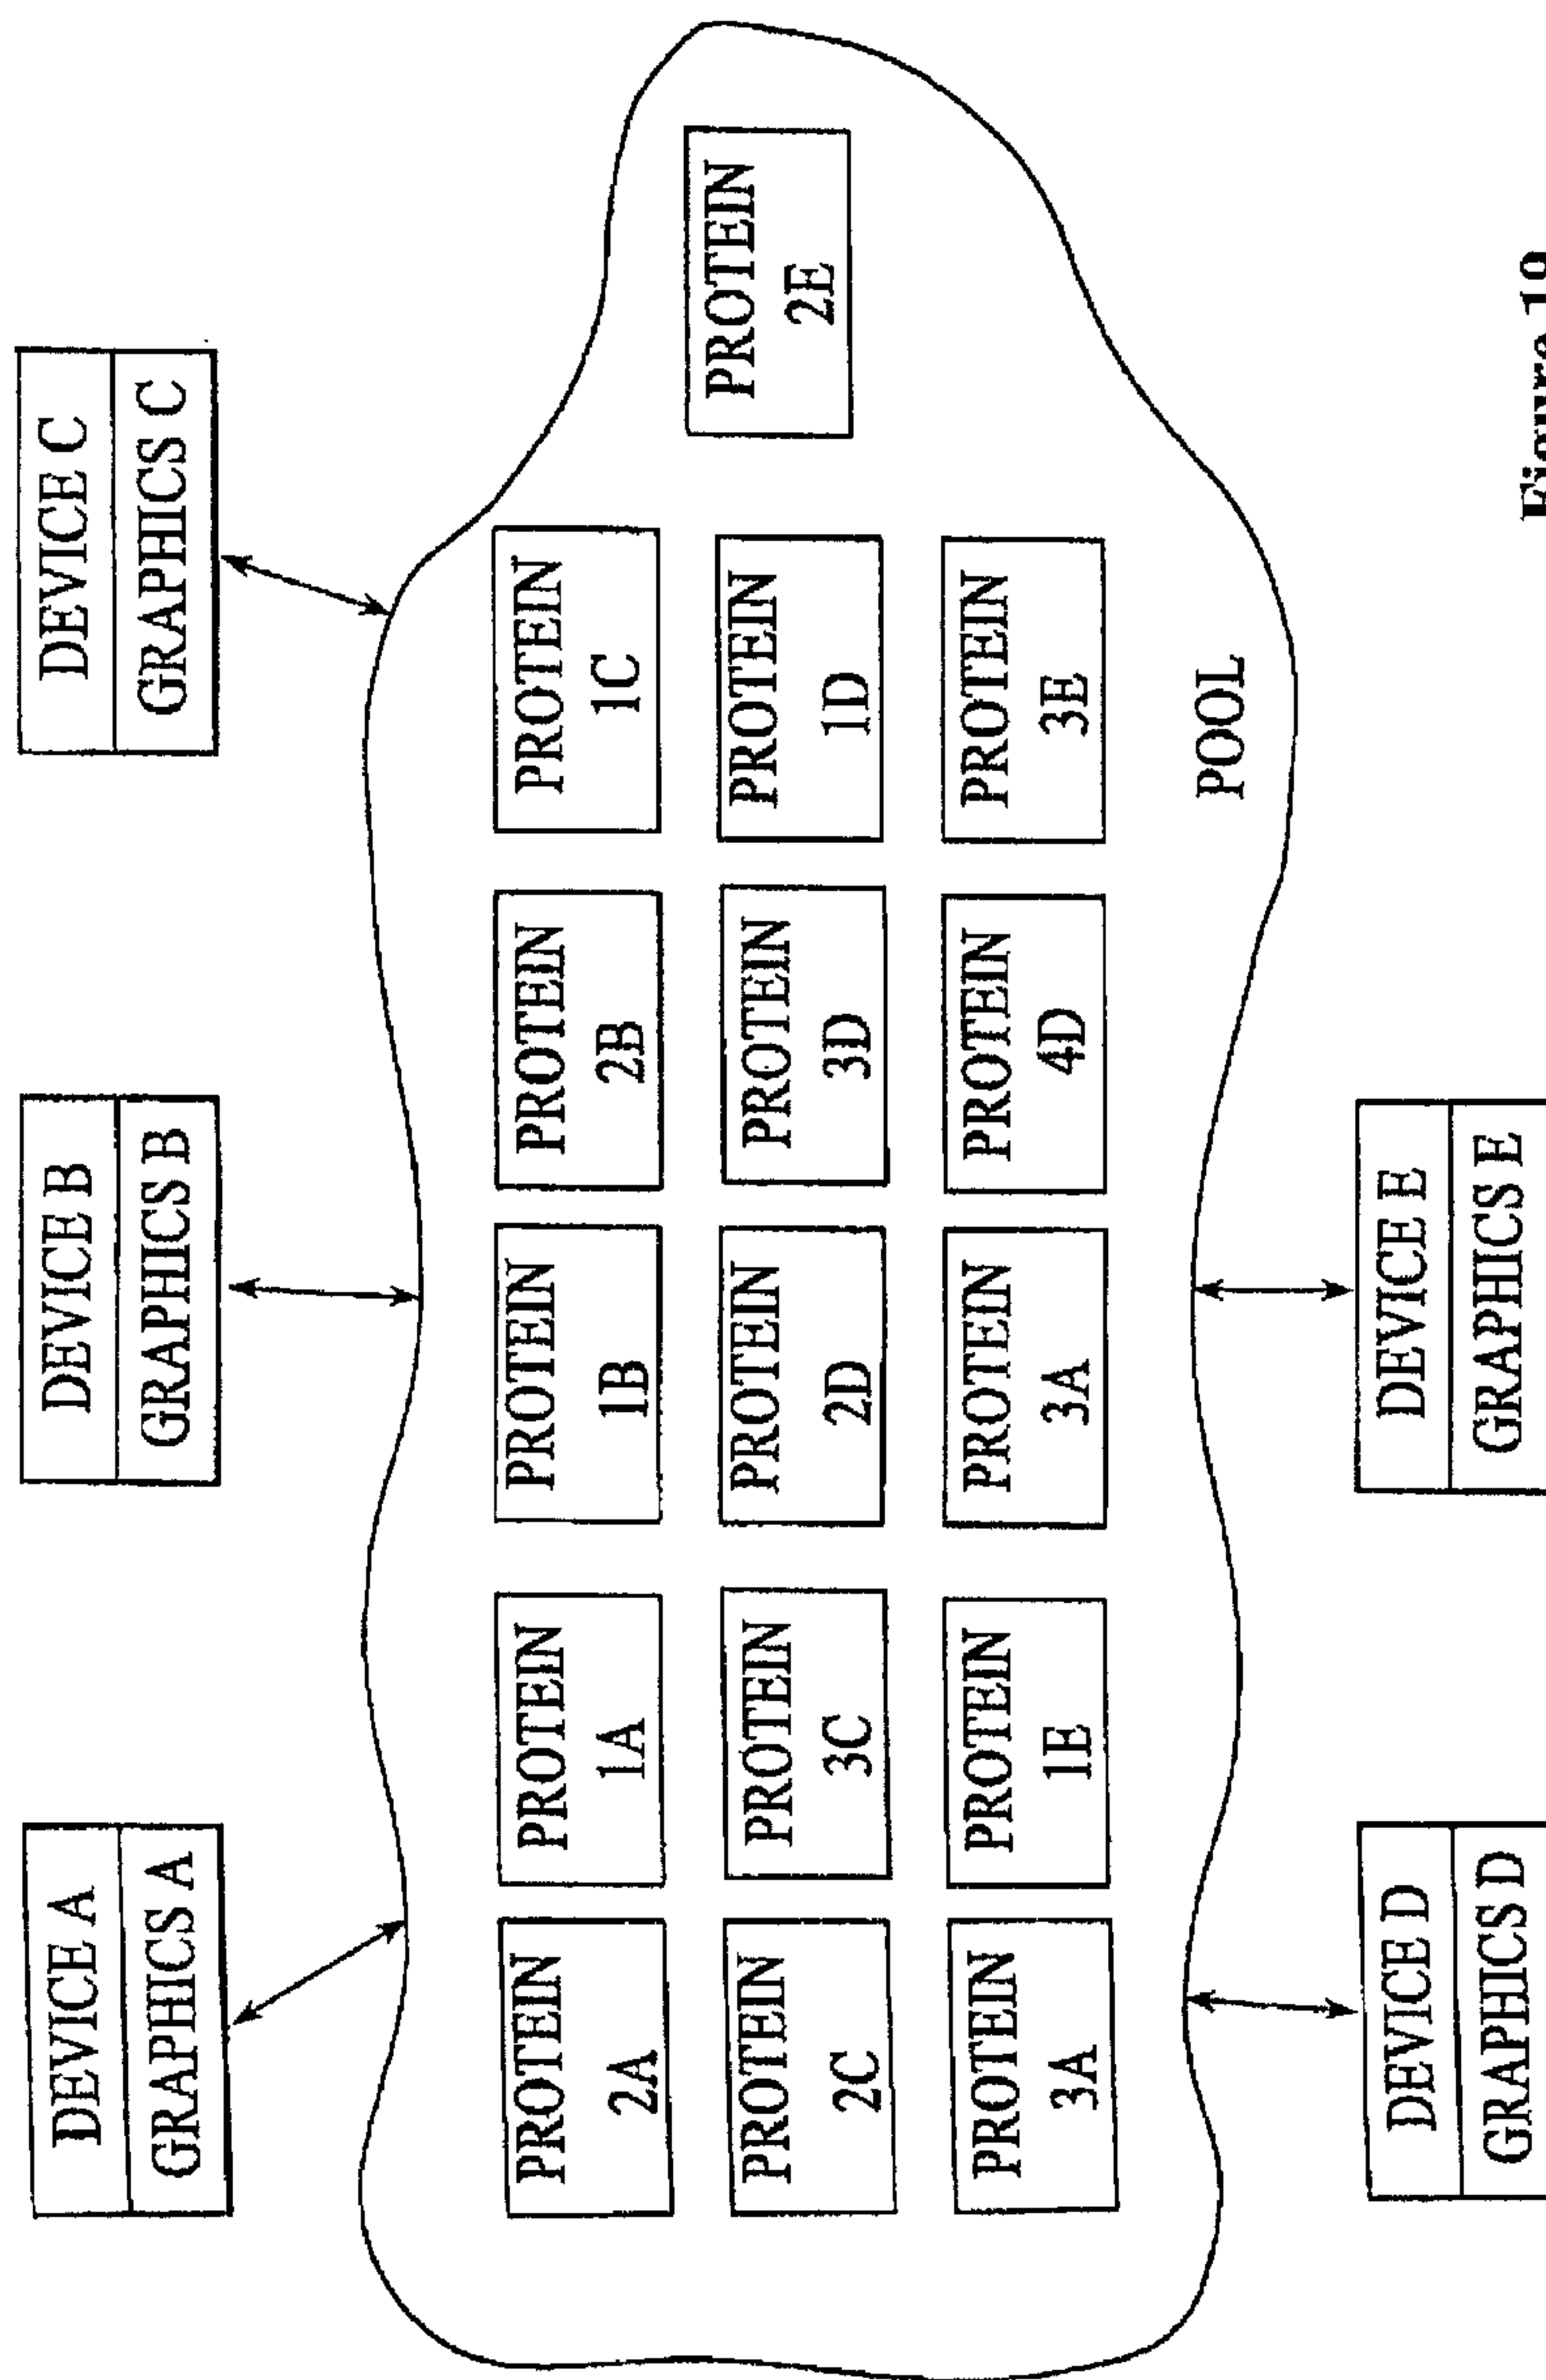 DEVICE A
GRAPHICS A
DEVICE B
GRAPHICS B
DEVICE C
GRAPHICS C
PROTEIN
2A
PROTEIN
1A
PROTEIN
1B
PROTEIN
2B
PROTEIN
1C
PROTEIN
2C
PROTEIN
3C
PROTEIN
2D
PROTEIN
3D
PROTEIN
1D
PROTEIN
2E
PROTEIN
3A
PROTEIN
1E
PROTEIN
3A
PROTEIN
4D
PROTEIN
3E
POOL
DEVICE D
GRAPHICS D
DEVICE E
GRAPHICS E
Figure